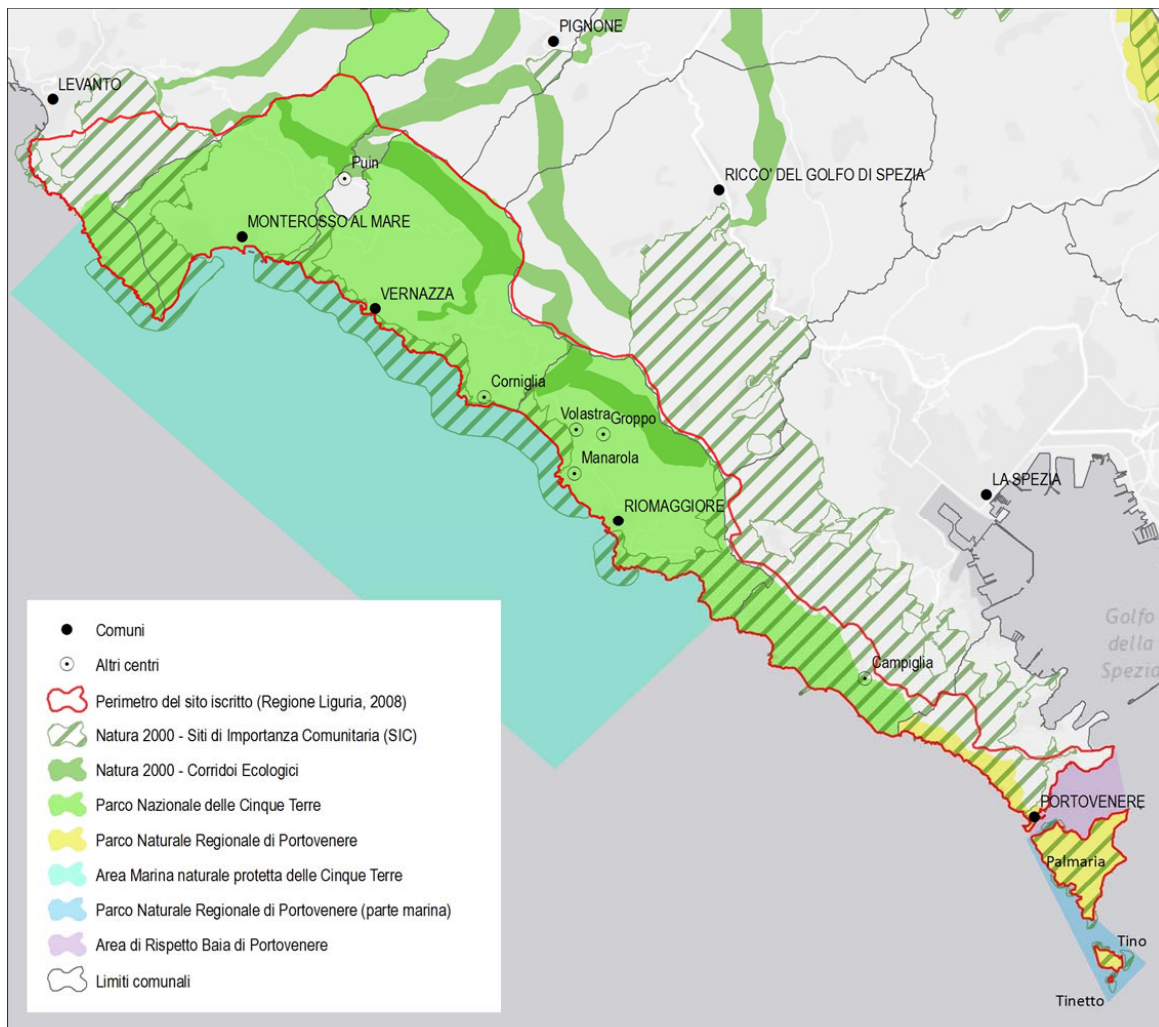 PIGNONE
LEVANTO
Puin
RICCO' DEL GOLFO DI SPEZIA
MONTEROSSO AL MARE
VERNAZZA
Corniglia
Volastra
Groppo
Manarola
LA SPEZIA
RIOMAGGIORE
Golfo
della
Spezia
Campiglia
PORTOVENERE
Palmaria
Tino
Tinetto
Comuni
Altri centri
Perimetro del sito iscritto (Regione Liguria, 2008)
Natura 2000 - Siti di Importanza Comunitaria (SIC)
Natura 2000 - Corridoi Ecologici
Parco Nazionale delle Cinque Terre
Parco Naturale Regionale di Portovenere
Area Marina naturale protetta delle Cinque Terre
Parco Naturale Regionale di Portovenere (parte marina)
Area di Rispetto Baia di Portovenere
Limiti comunali